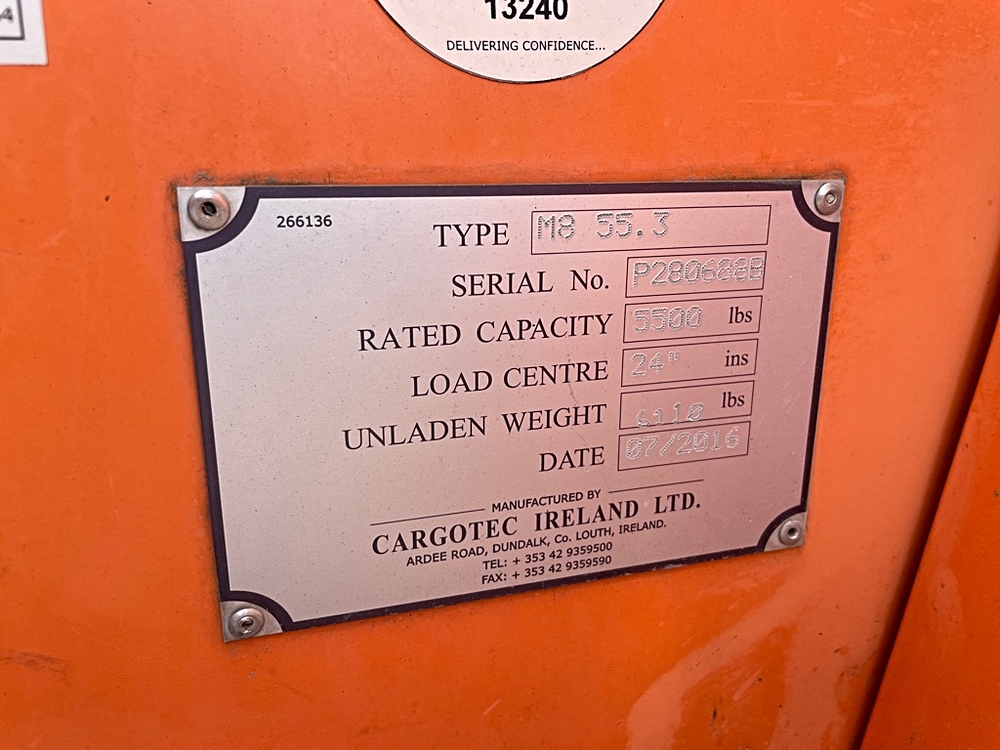 13240
DELIVERING CONFIDENCE...
266136
TYPE M8 55.3
SERIAL No. P280688B
RATED CAPACITY 5500 lbs
LOAD CENTRE 24" ins
UNLADEN WEIGHT 6110 lbs
DATE 07/2016
MANUFACTURED BY
CARGOTEC IRELAND LTD.
ARDEE ROAD, DUNDALK, Co. LOUTH, IRELAND.
TEL: + 353 42 9359500
FAX: + 353 42 9359590